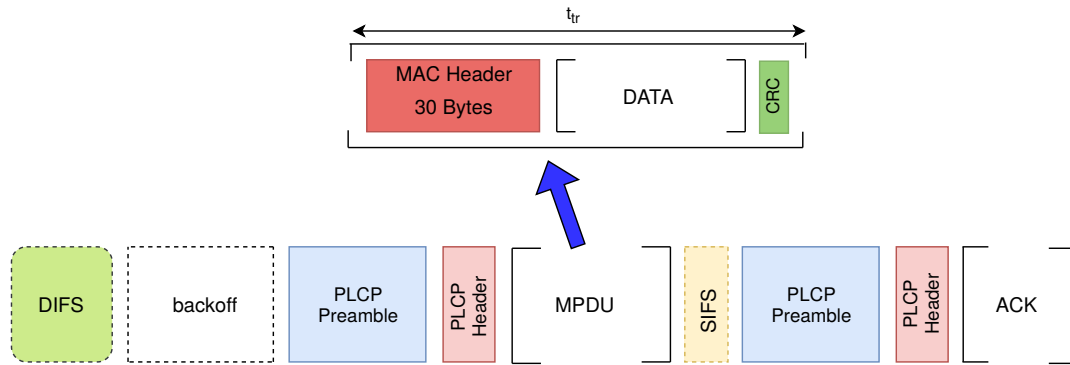 t_tr
MAC Header
30 Bytes
DATA
CRC
DIFS
backoff
PLCP
Preamble
PLCP
Header
MPDU
SIFS
PLCP
Preamble
PLCP
Header
ACK